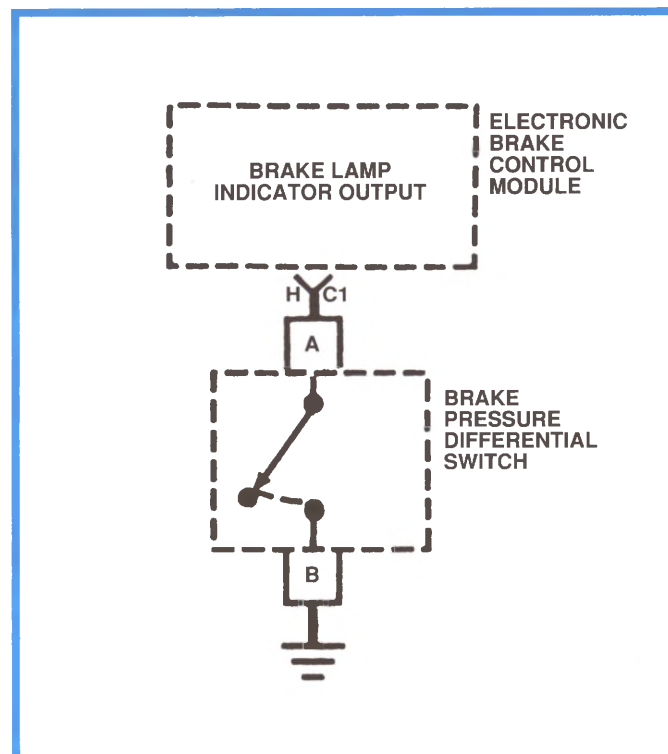 ELECTRONIC
BRAKE
CONTROL
MODULE
BRAKE LAMP
INDICATOR OUTPUT
H C1
A
BRAKE
PRESSURE
DIFFERENTIAL
SWITCH
B